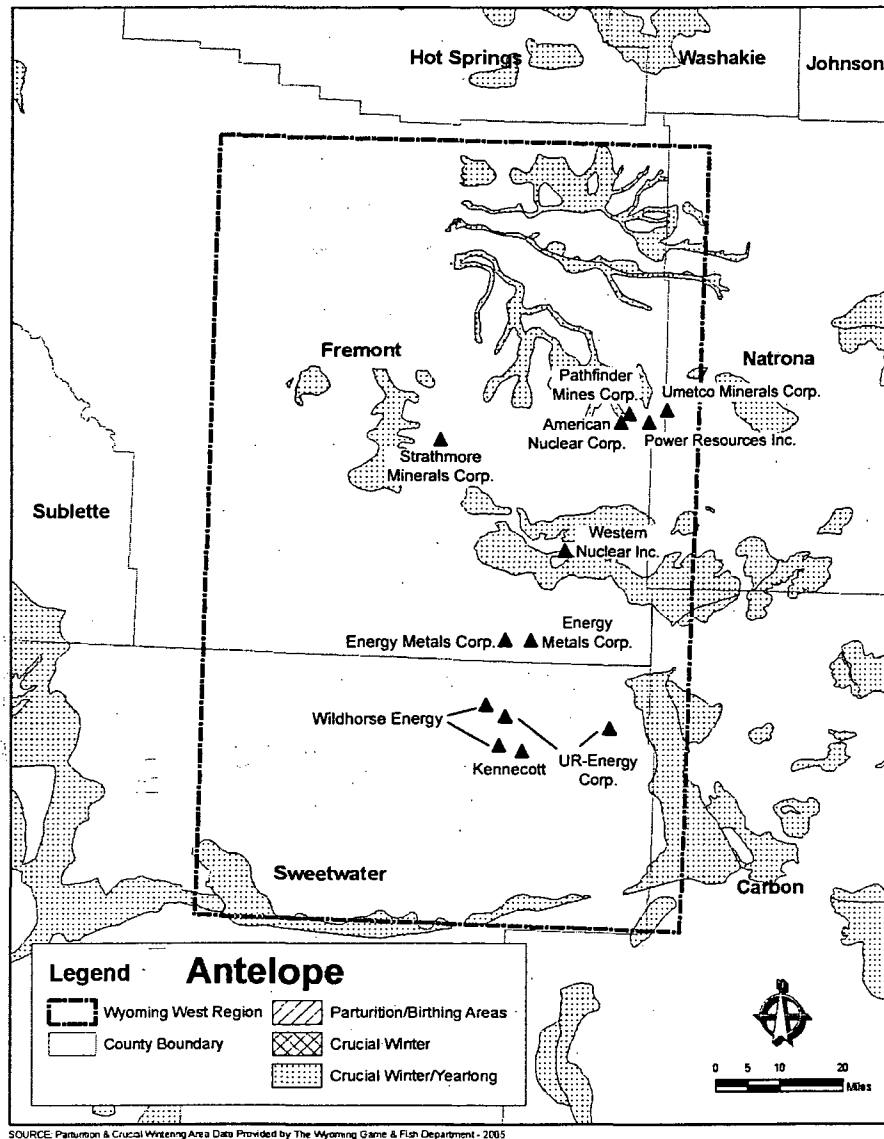 Hot Springs
Washakie
Johnson
Fremont
Natrona
Pathfinder
Mines Corp.
Umetco Minerals Corp.
American
Nuclear Corp.
Power Resources Inc.
Strathmore
Minerals Corp.
Sublette
Western
Nuclear Inc.
Energy Metals Corp.
Energy
Metals Corp.
Wildhorse Energy
Kennecott
UR-Energy
Corp.
Sweetwater
Carbon
Legend
Antelope
Wyoming West Region
Parturition/Birthing Areas
County Boundary
Crucial Winter
Crucial Winter/Yearlong
0 5 10 20
Miles
SOURCE: Parturition & Crucial Wintering Area Data Provided by The Wyoming Game & Fish Department - 2005